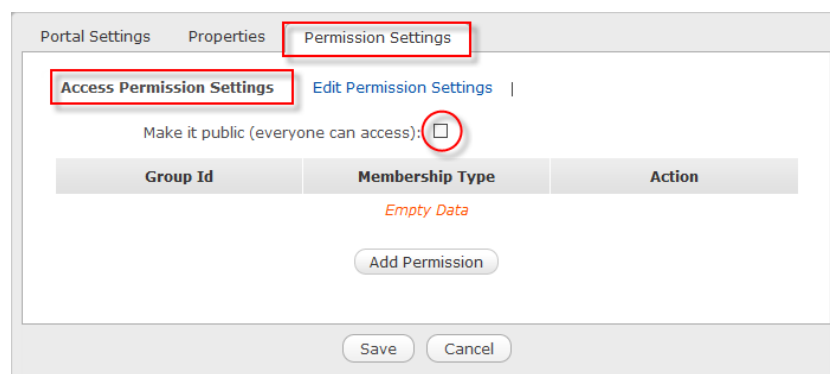 Portal Settings Properties Permission Settings
Access Permission Settings Edit Permission Settings |
Make it public (everyone can access):
Group Id Membership Type Action
Empty Data
Add Permission
Save Cancel